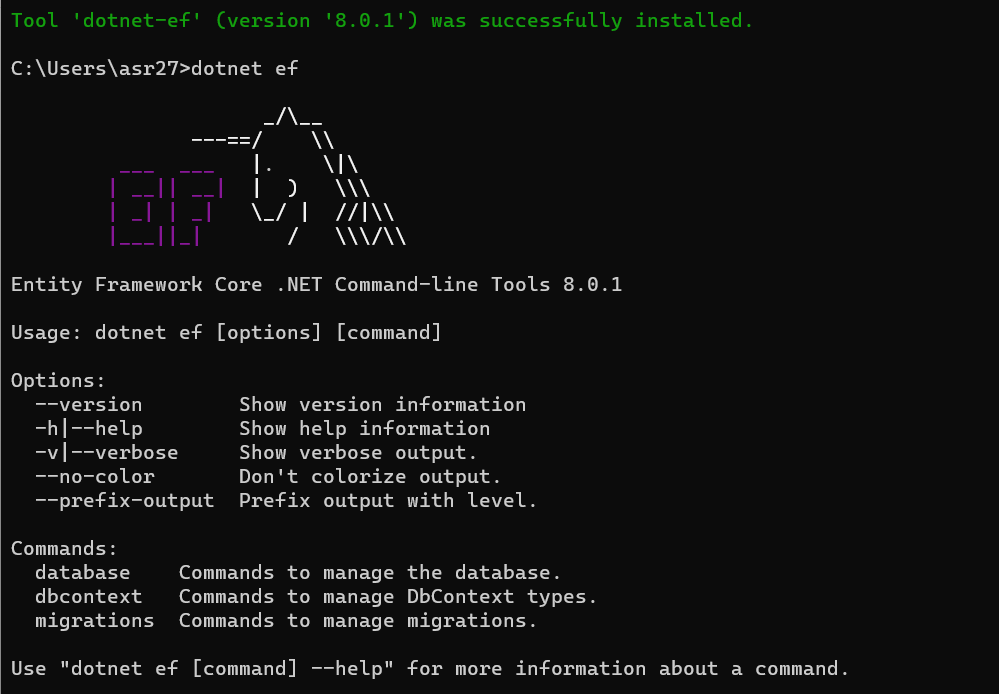 Tool 'dotnet-ef' (version '8.0.1') was successfully installed.
C:\Users\asr27>dotnet ef
                     _/\__
               ---==/    \\
         ___  ___   |.    \|\
        | __|| __|  |  )   \\\
        | _| | _|   \_/ |  //|\\
        |___||_|       /   \\\/\\
Entity Framework Core .NET Command-line Tools 8.0.1
Usage: dotnet ef [options] [command]
Options:
  --version        Show version information
  -h|--help        Show help information
  -v|--verbose     Show verbose output.
  --no-color       Don't colorize output.
  --prefix-output  Prefix output with level.
Commands:
  database    Commands to manage the database.
  dbcontext   Commands to manage DbContext types.
  migrations  Commands to manage migrations.
Use "dotnet ef [command] --help" for more information about a command.